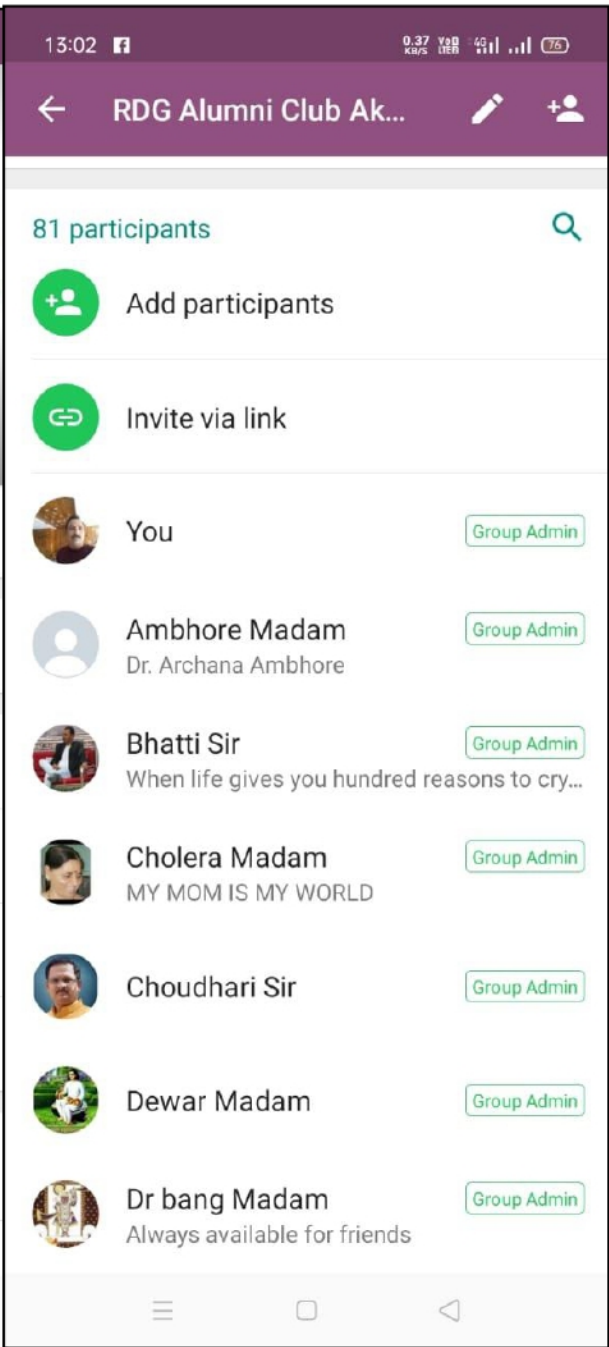 13:02
0.37 KB/S VoD LTEB 4G 76
RDG Alumni Club Ak...
81 participants
Add participants
Invite via link
You
Group Admin
Ambhore Madam
Group Admin
Dr. Archana Ambhore
Bhatti Sir
Group Admin
When life gives you hundred reasons to cry...
Cholera Madam
Group Admin
MY MOM IS MY WORLD
Choudhari Sir
Group Admin
Dewar Madam
Group Admin
Dr bang Madam
Group Admin
Always available for friends